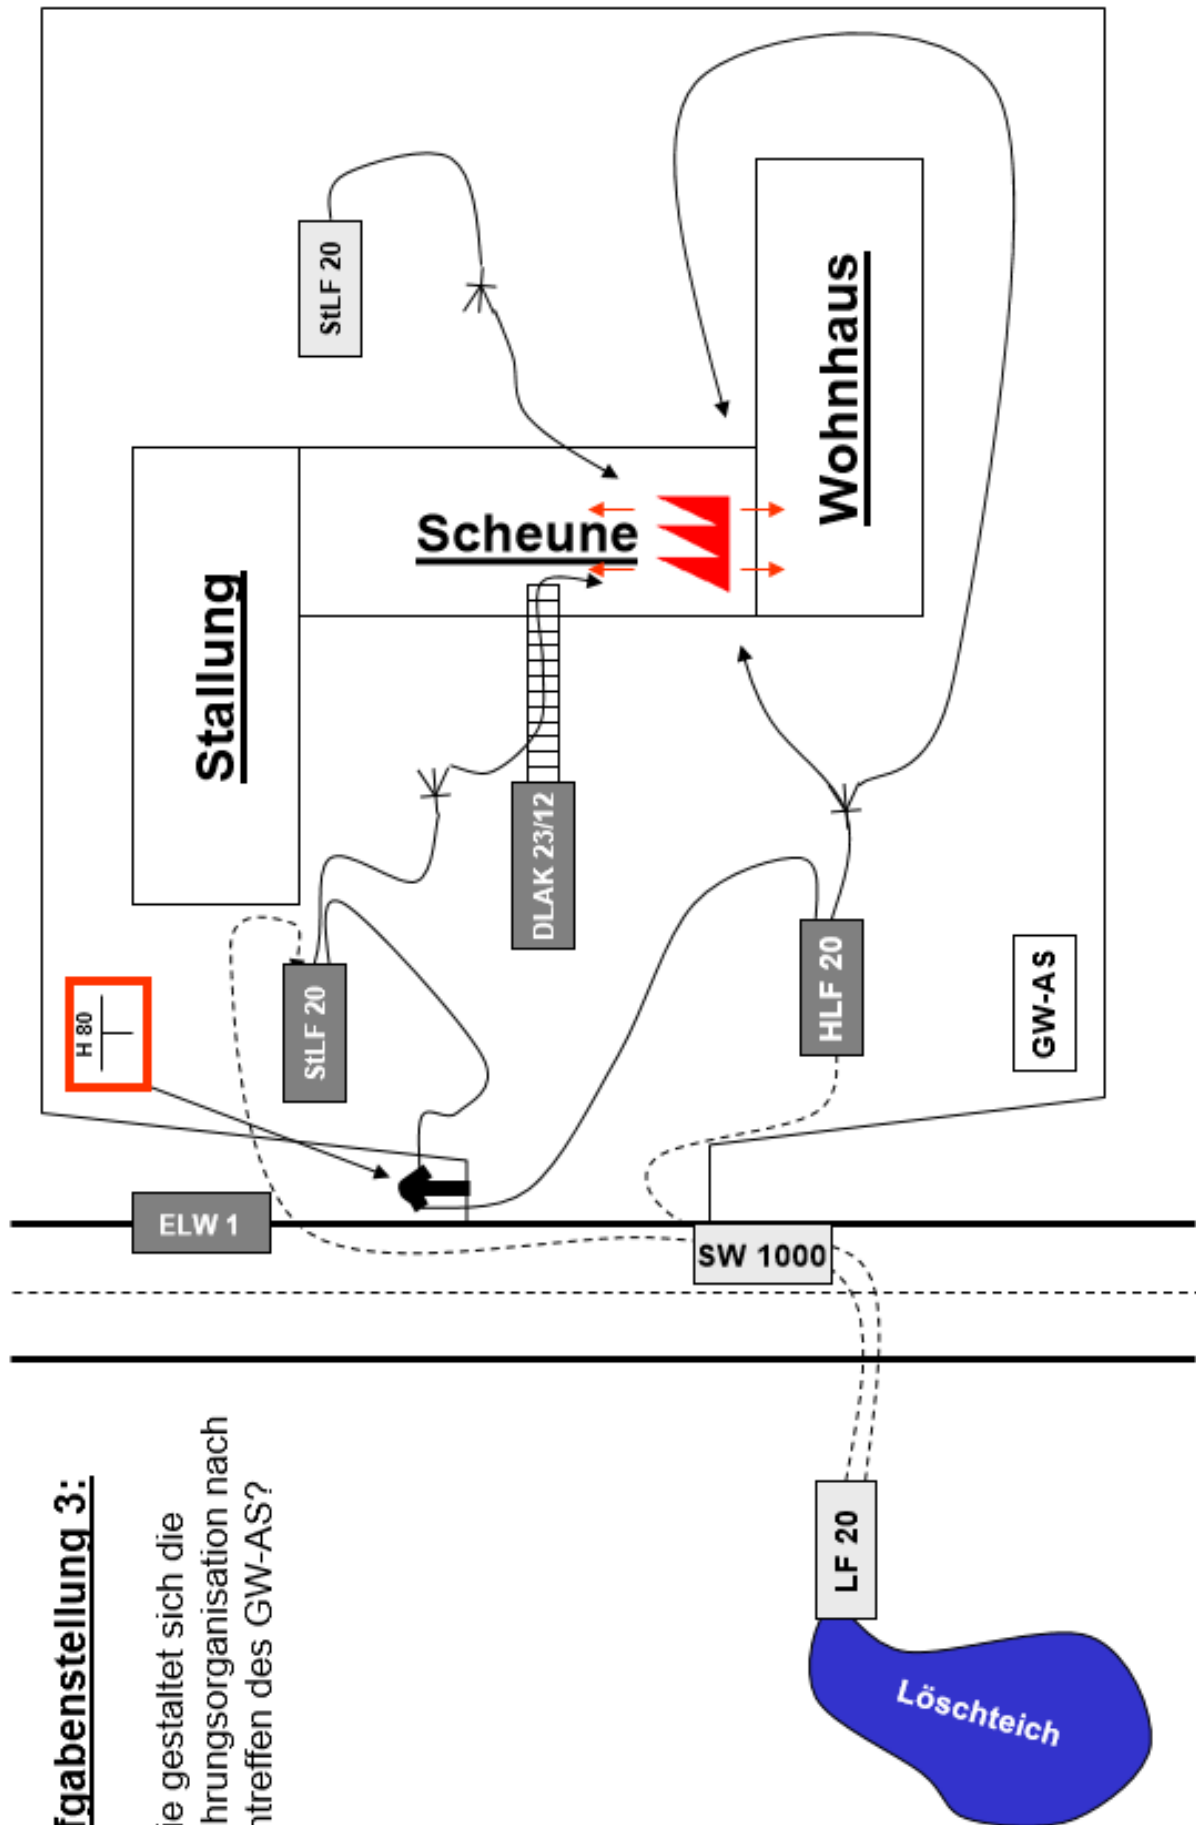 fgabenstellung 3:
ie gestaltet sich die
hrungsorganisation nach
ntreffen des GW-AS?
H 80
ELW 1
Stallung
StLF 20
StLF 20
Scheune
DLAK 23/12
Wohnhaus
HLF 20
GW-AS
SW 1000
LF 20
Löschteich